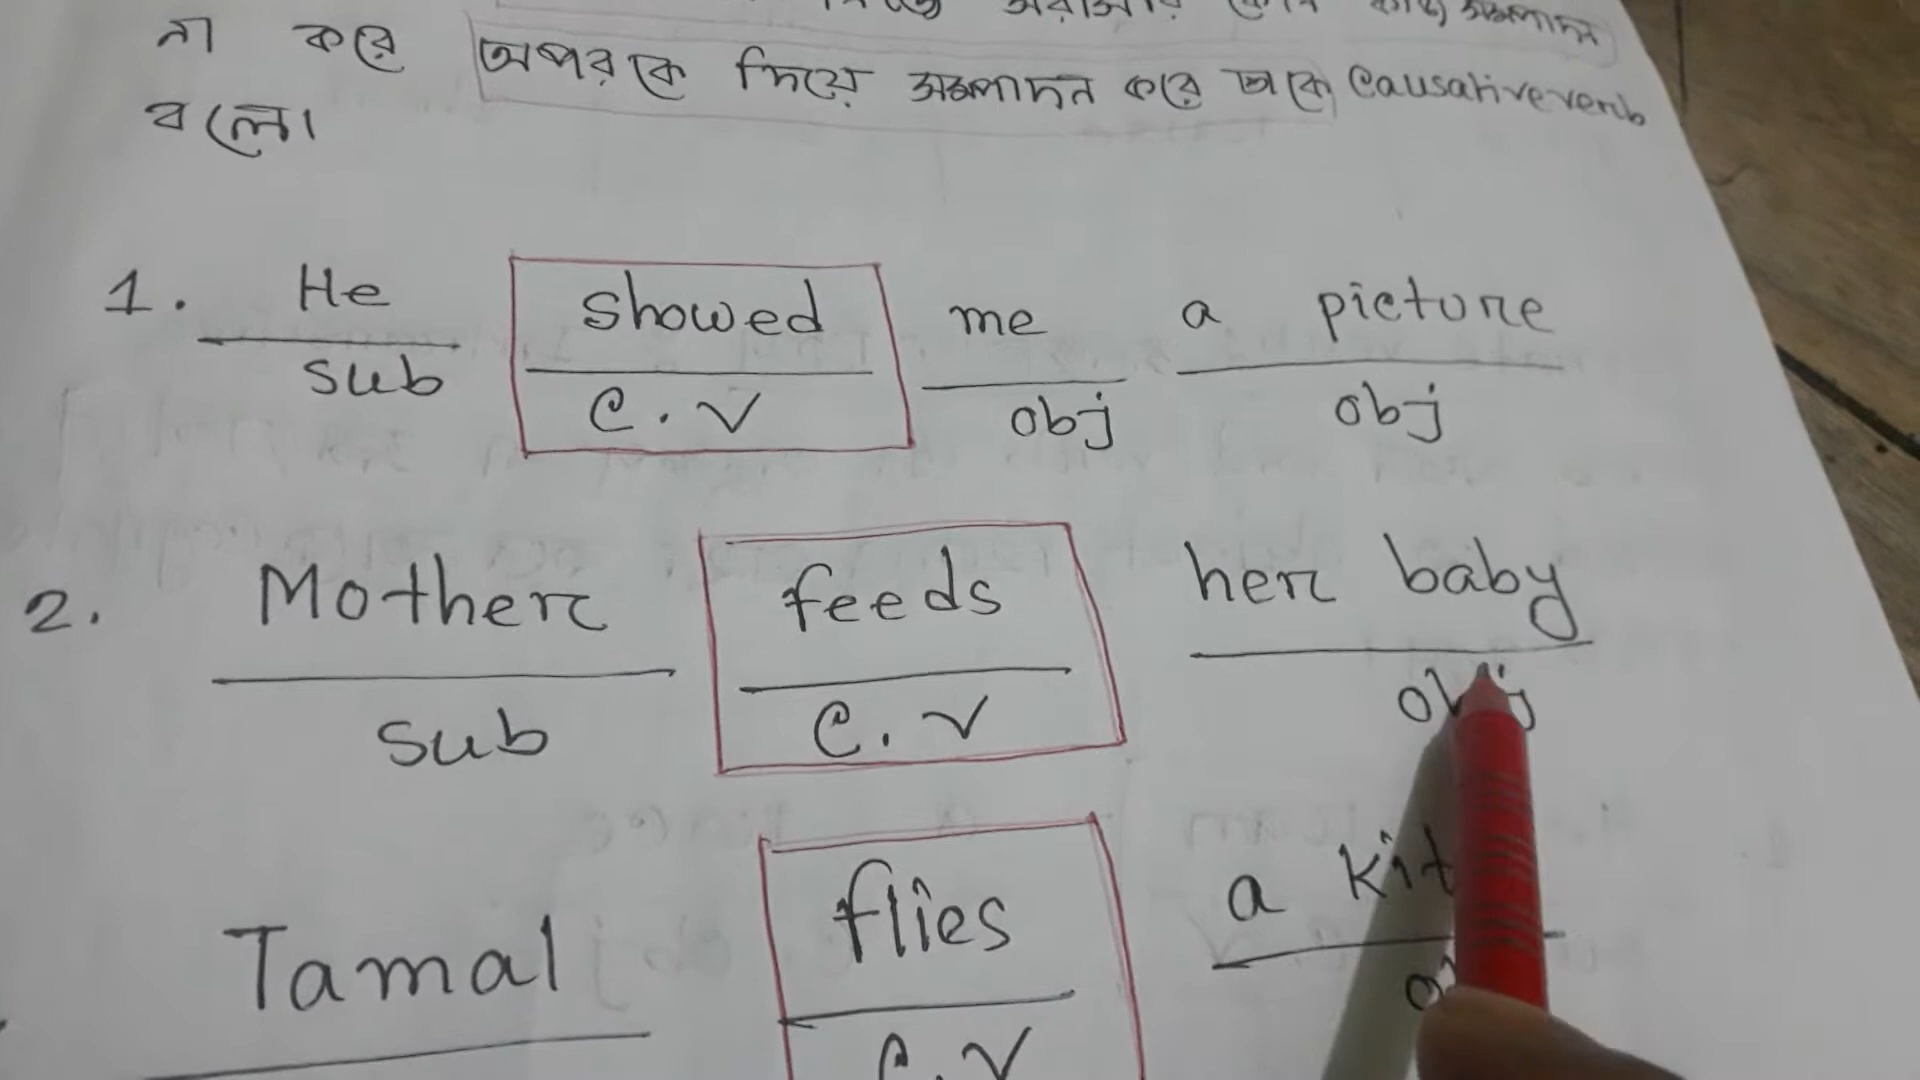 না করে অপরকে দিয়ে সম্পাদন করে তাকে Causative verb
বলে।
1. He showed me a picture
sub C.V obj obj
2. Mother feeds her baby
sub C.V obj
Tamal flies a
C.V